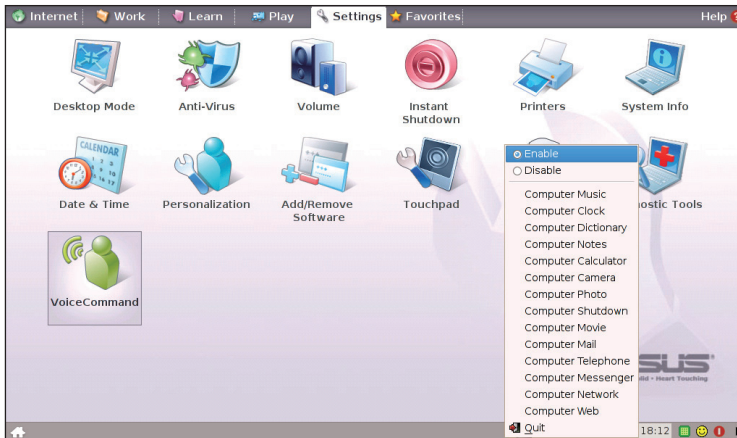 Internet Work Learn Play Settings Favorites Help
Desktop Mode Anti-Virus Volume Instant Shutdown Printers System Info
CALENDAR
Date & Time Personalization Add/Remove Software Touchpad Tools
VoiceCommand
Enable
Disable
Computer Music
Computer Clock
Computer Dictionary
Computer Notes
Computer Calculator
Computer Camera
Computer Photo
Computer Shutdown
Computer Movie
Computer Mail
Computer Telephone
Computer Messenger
Computer Network
Computer Web
Quit
Heart Touching
18:12